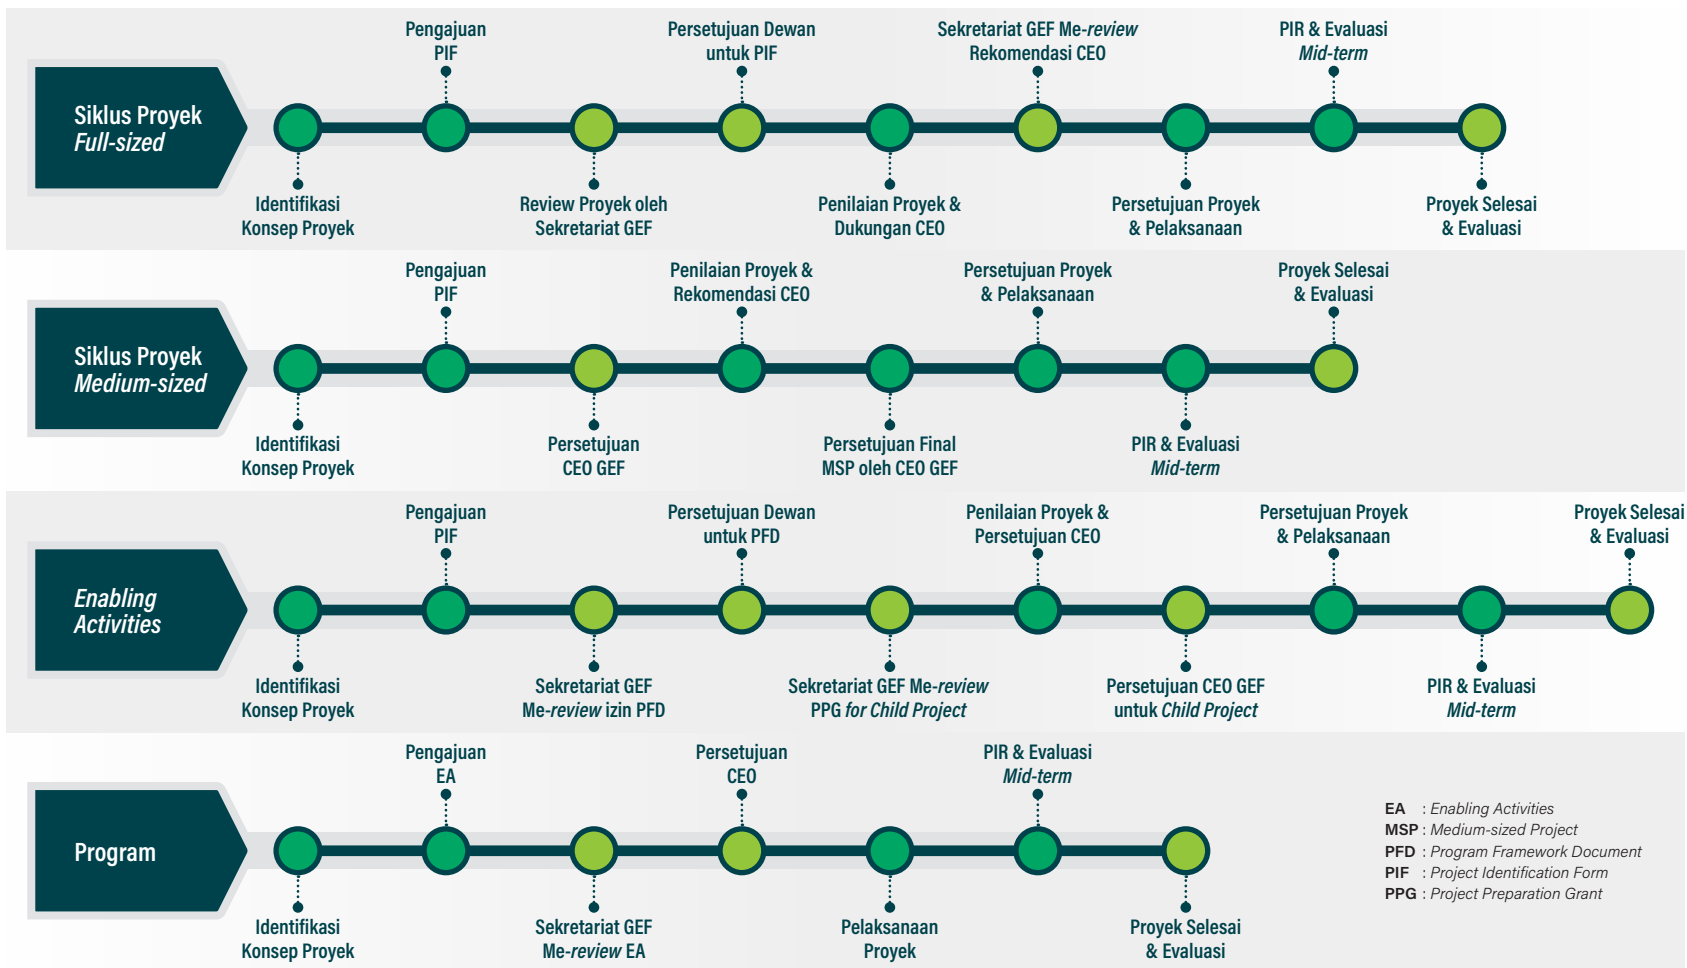 Siklus Proyek
Full-sized
Identifikasi
Konsep Proyek
Pengajuan
PIF
Review Proyek oleh
Sekretariat GEF
Persetujuan Dewan
untuk PIF
Penilaian Proyek &
Dukungan CEO
Sekretariat GEF Me-review
Rekomendasi CEO
Persetujuan Proyek
& Pelaksanaan
PIR & Evaluasi
Mid-term
Proyek Selesai
& Evaluasi
Siklus Proyek
Medium-sized
Identifikasi
Konsep Proyek
Pengajuan
PIF
Persetujuan
CEO GEF
Penilaian Proyek &
Rekomendasi CEO
Persetujuan Final
MSP oleh CEO GEF
Persetujuan Proyek
& Pelaksanaan
PIR & Evaluasi
Mid-term
Proyek Selesai
& Evaluasi
Enabling
Activities
Identifikasi
Konsep Proyek
Pengajuan
PIF
Sekretariat GEF
Me-review izin PFD
Persetujuan Dewan
untuk PFD
Sekretariat GEF Me-review
PPG for Child Project
Penilaian Proyek &
Persetujuan CEO
Persetujuan CEO GEF
untuk Child Project
Persetujuan Proyek
& Pelaksanaan
PIR & Evaluasi
Mid-term
Proyek Selesai
& Evaluasi
Program
Identifikasi
Konsep Proyek
Pengajuan
EA
Sekretariat GEF
Me-review EA
Persetujuan
CEO
Pelaksanaan
Proyek
PIR & Evaluasi
Mid-term
Proyek Selesai
& Evaluasi
EA : Enabling Activities
MSP : Medium-sized Project
PFD : Program Framework Document
PIF : Project Identification Form
PPG : Project Preparation Grant